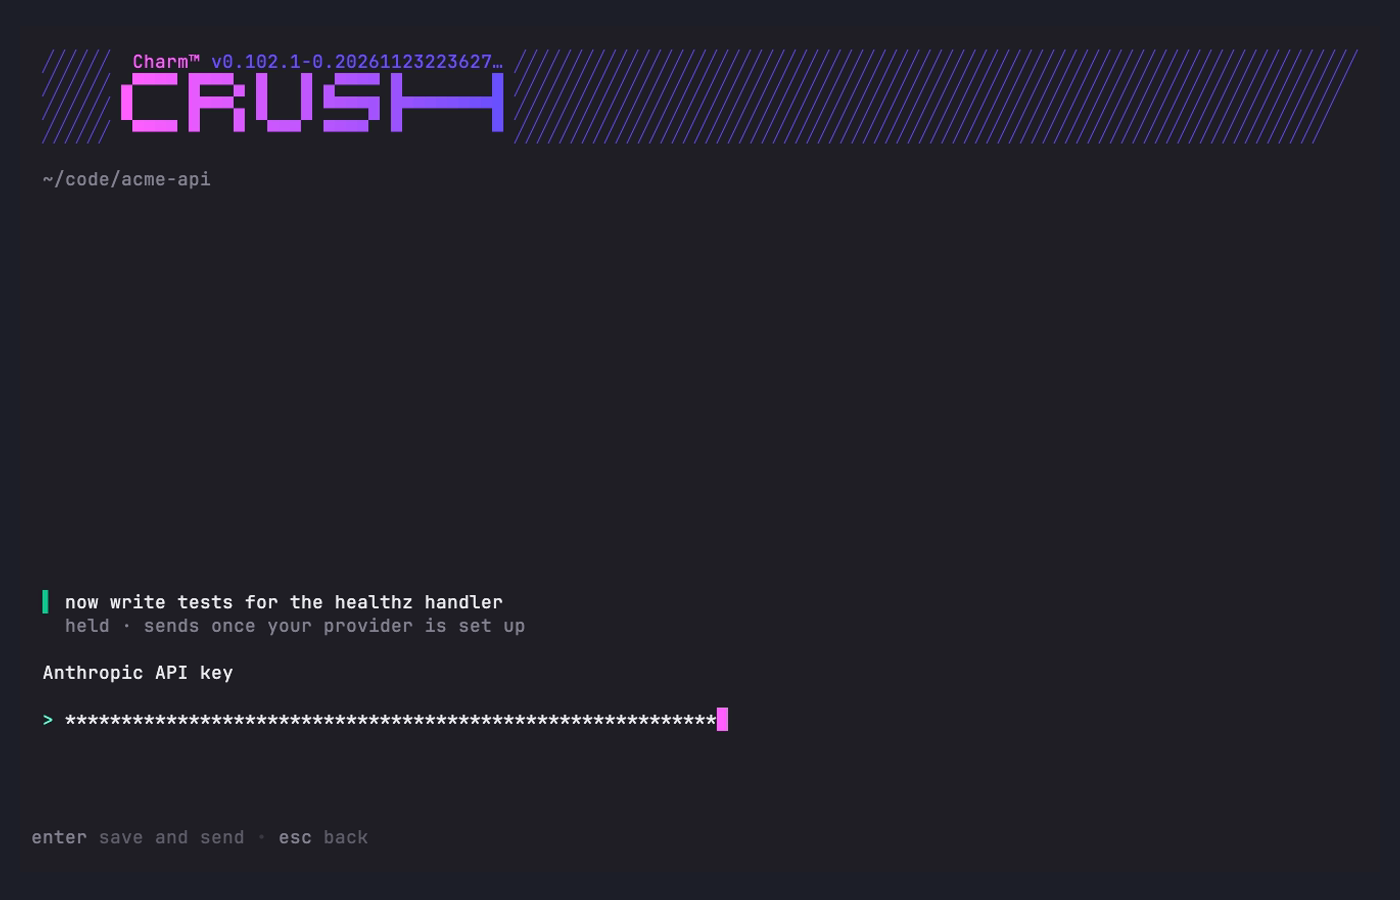 Charm™ v0.102.1-0.20261123223627…
CRUSH
~/code/acme-api
now write tests for the healthz handler
held · sends once your provider is set up
Anthropic API key
> **********************************************************
enter save and send · esc back